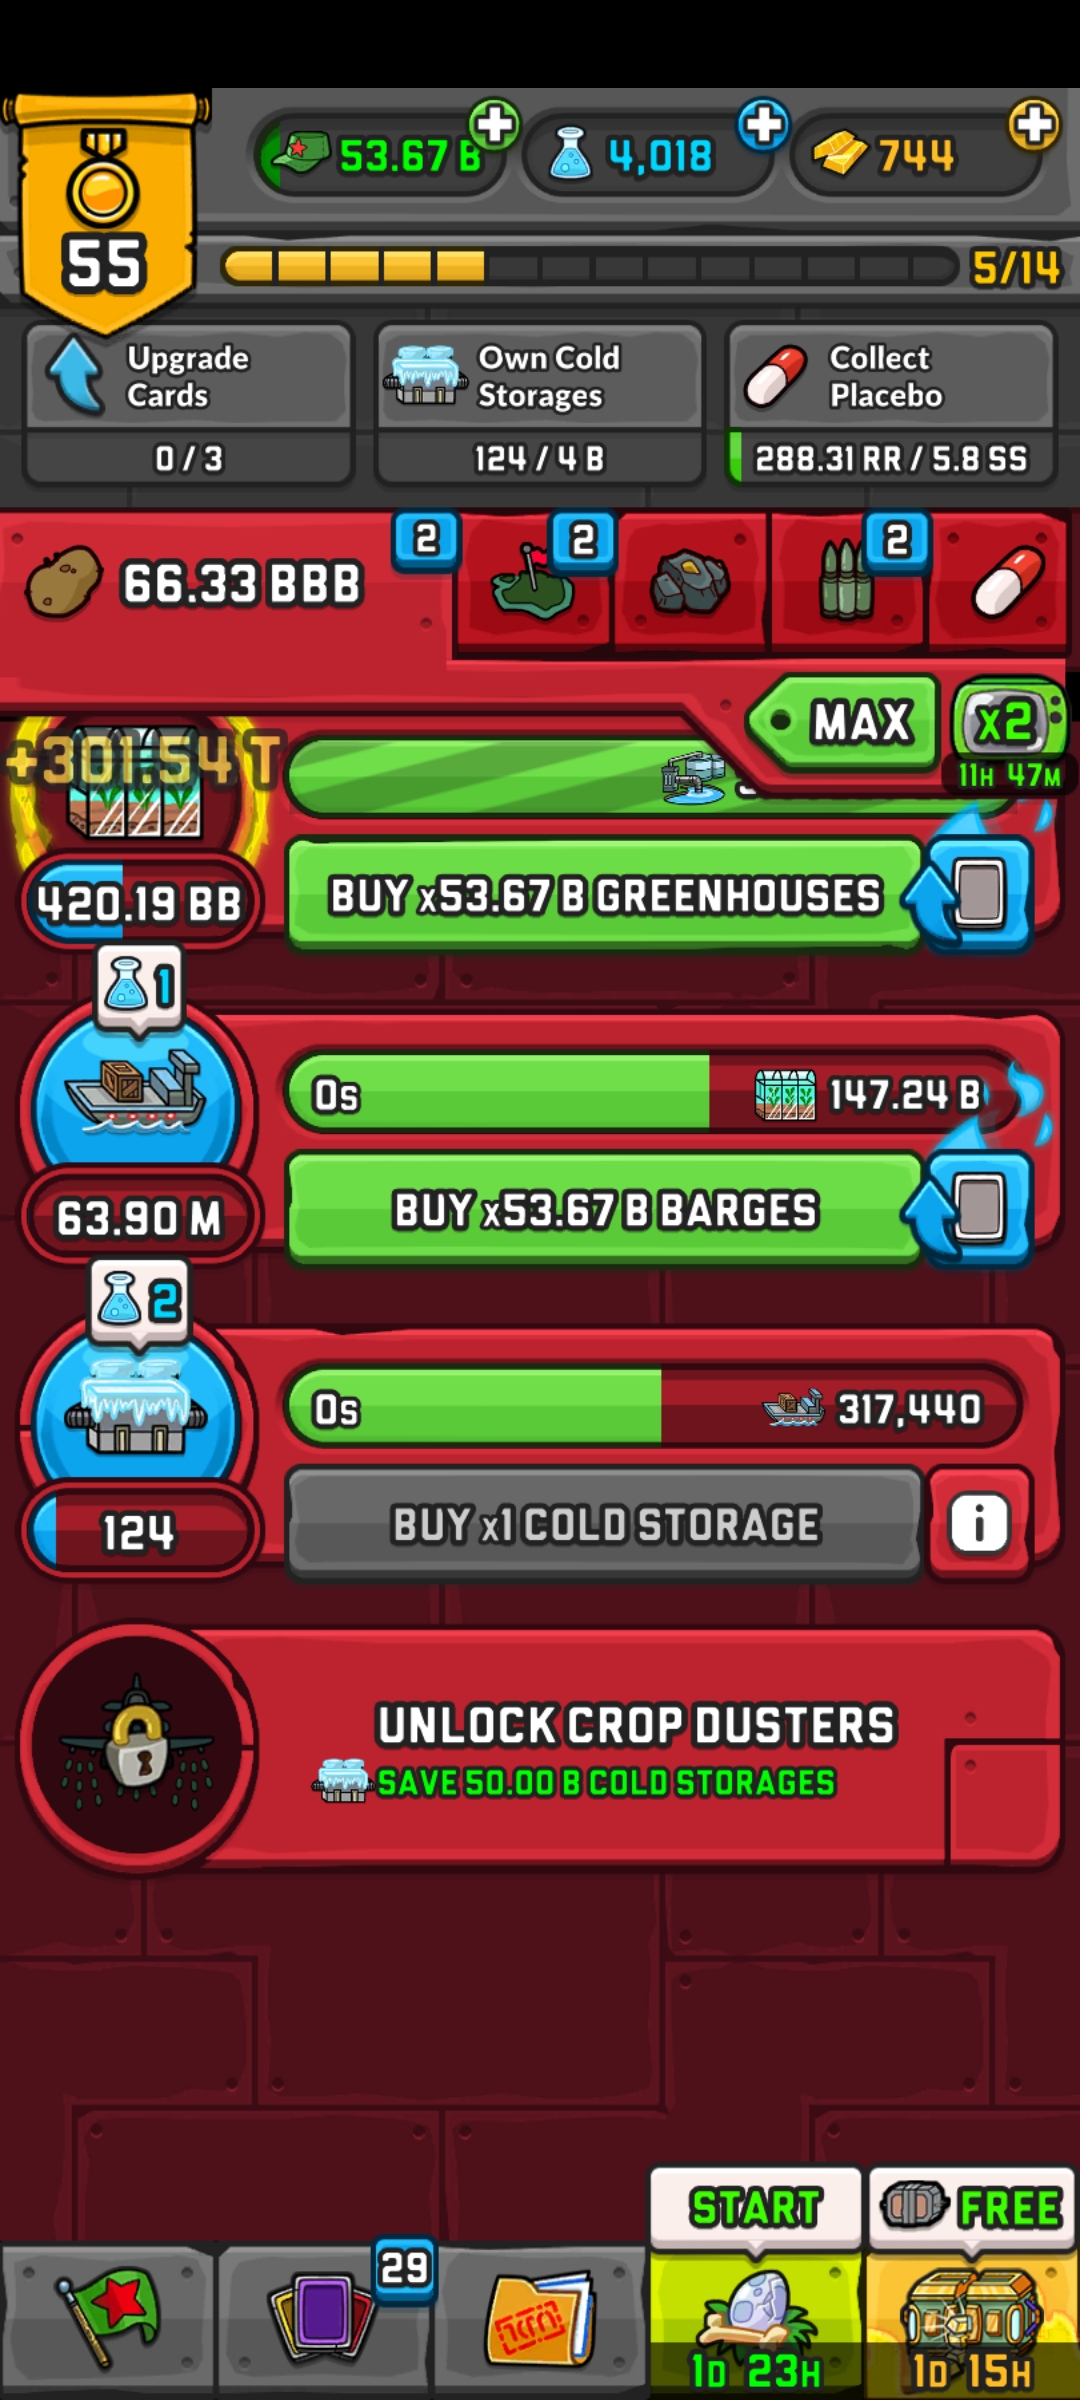 55
53.67 B
4,018
744
5/14
Upgrade
Cards
0 / 3
Own Cold
Storages
124 / 4 B
Collect
Placebo
288.31 RR / 5.8 SS
66.33 BBB
2
2
2
MAX
x2
11H 47M
+301.54 T
420.19 BB
BUY x53.67 B GREENHOUSES
1
0s
147.24 B
63.90 M
BUY x53.67 B BARGES
2
0s
317,440
124
BUY x1 COLD STORAGE
i
UNLOCK CROP DUSTERS
SAVE 50.00 B COLD STORAGES
START
FREE
29
1D 23H
1D 15H